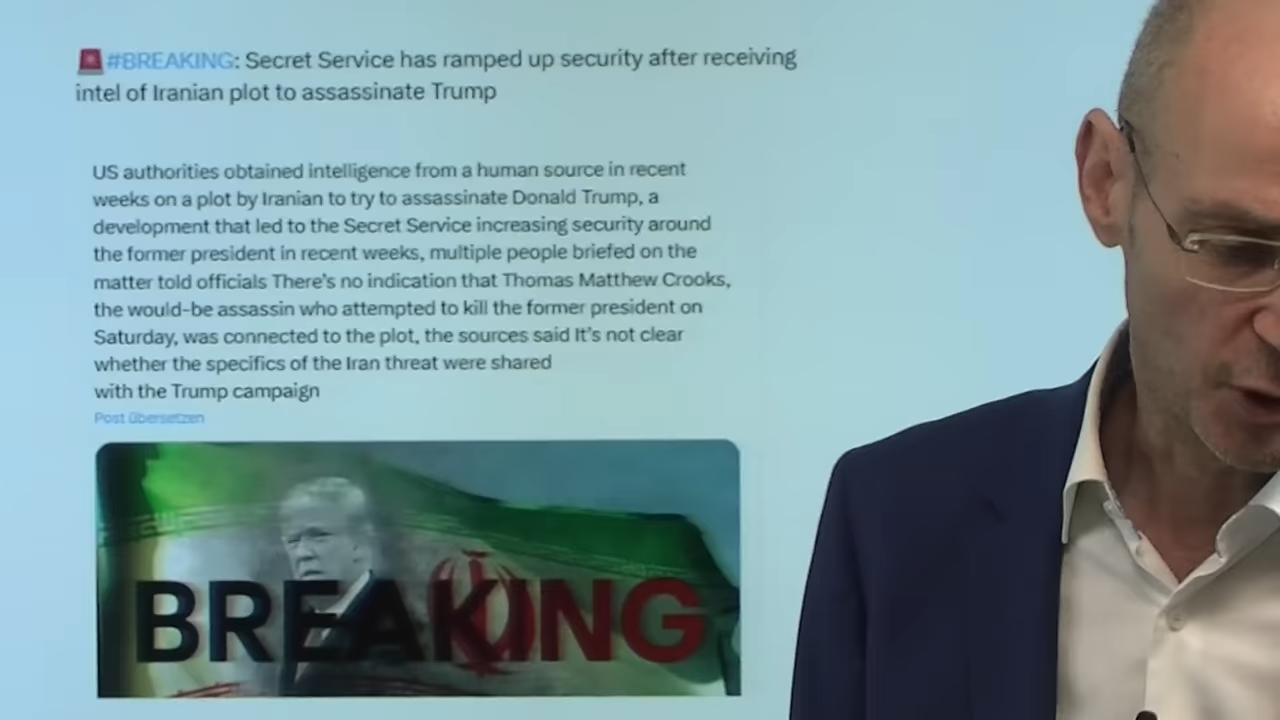 🚨#BREAKING: Secret Service has ramped up security after receiving
intel of Iranian plot to assassinate Trump
US authorities obtained intelligence from a human source in recent
weeks on a plot by Iranian to try to assassinate Donald Trump, a
development that led to the Secret Service increasing security around
the former president in recent weeks, multiple people briefed on the
matter told officials There's no indication that Thomas Matthew Crooks,
the would-be assassin who attempted to kill the former president on
Saturday, was connected to the plot, the sources said It's not clear
whether the specifics of the Iran threat were shared
with the Trump campaign
Post übersetzen
BREAKING